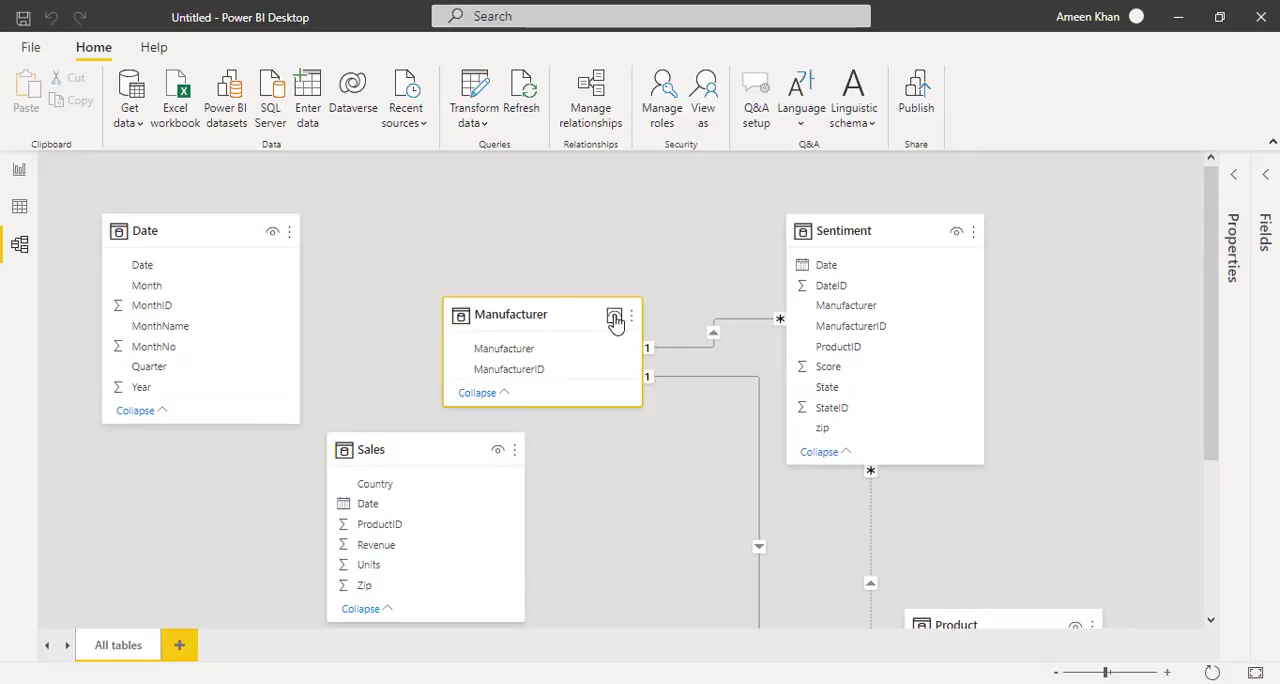 Untitled - Power BI Desktop
Search
Ameen Khan
File
Home
Help
Paste
Cut
Copy
Clipboard
Get
data
Excel
workbook
Power BI
datasets
SQL
Server
Enter
data
Dataverse
Recent
sources
Data
Transform
data
Refresh
Queries
Manage
relationships
Relationships
Manage
roles
View
as
Security
Q&A
setup
Language
Linguistic
schema
Q&A
Publish
Share
Date
Date
Month
Σ MonthID
MonthName
Σ MonthNo
Quarter
Σ Year
Collapse
Manufacturer
Manufacturer
ManufacturerID
Collapse
1
1
*
Sales
Country
Date
Σ ProductID
Σ Revenue
Σ Units
Σ Zip
Collapse
Sentiment
Date
Σ DateID
Manufacturer
ManufacturerID
ProductID
Σ Score
State
Σ StateID
zip
Collapse
*
Product
Properties
Fields
All tables
+
- +